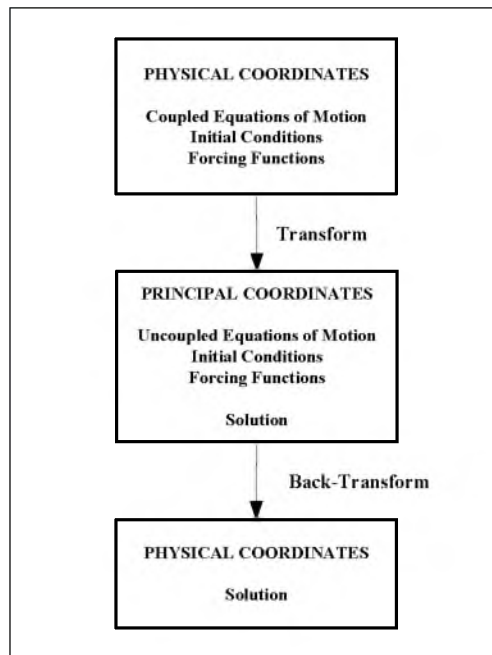 PHYSICAL COORDINATES
Coupled Equations of Motion
Initial Conditions
Forcing Functions
Transform
PRINCIPAL COORDINATES
Uncoupled Equations of Motion
Initial Conditions
Forcing Functions
Solution
Back-Transform
PHYSICAL COORDINATES
Solution